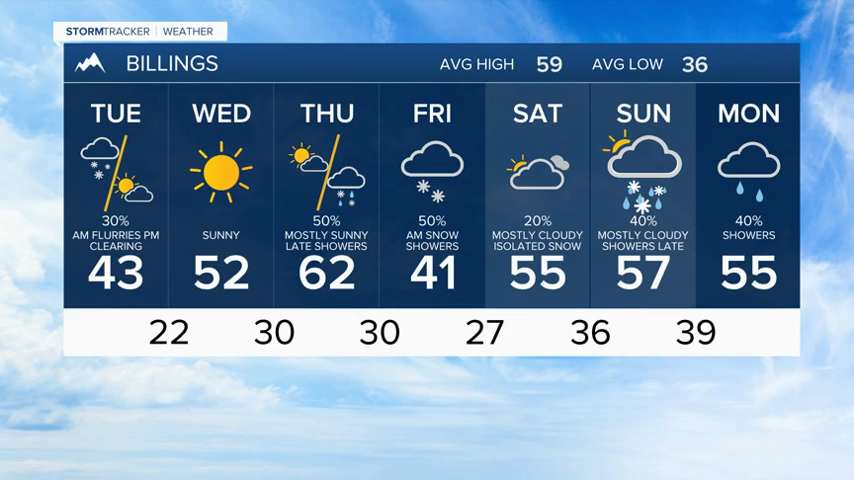 STORMTRACKER | WEATHER
BILLINGS AVG HIGH 59 AVG LOW 36
TUE WED THU FRI SAT SUN MON
30% 50% 50% 20% 40% 40%
AM FLURRIES PM CLEARING
SUNNY
MOSTLY SUNNY LATE SHOWERS
AM SNOW SHOWERS
MOSTLY CLOUDY ISOLATED SNOW
MOSTLY CLOUDY SHOWERS LATE
SHOWERS
43 52 62 41 55 57 55
22 30 30 27 36 39